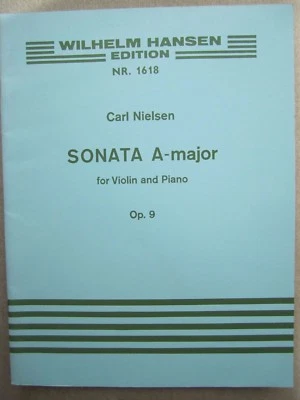 WILHELM HANSEN
EDITION
NR. 1618
Carl Nielsen
SONATA A-major
for Violin and Piano
Op. 9